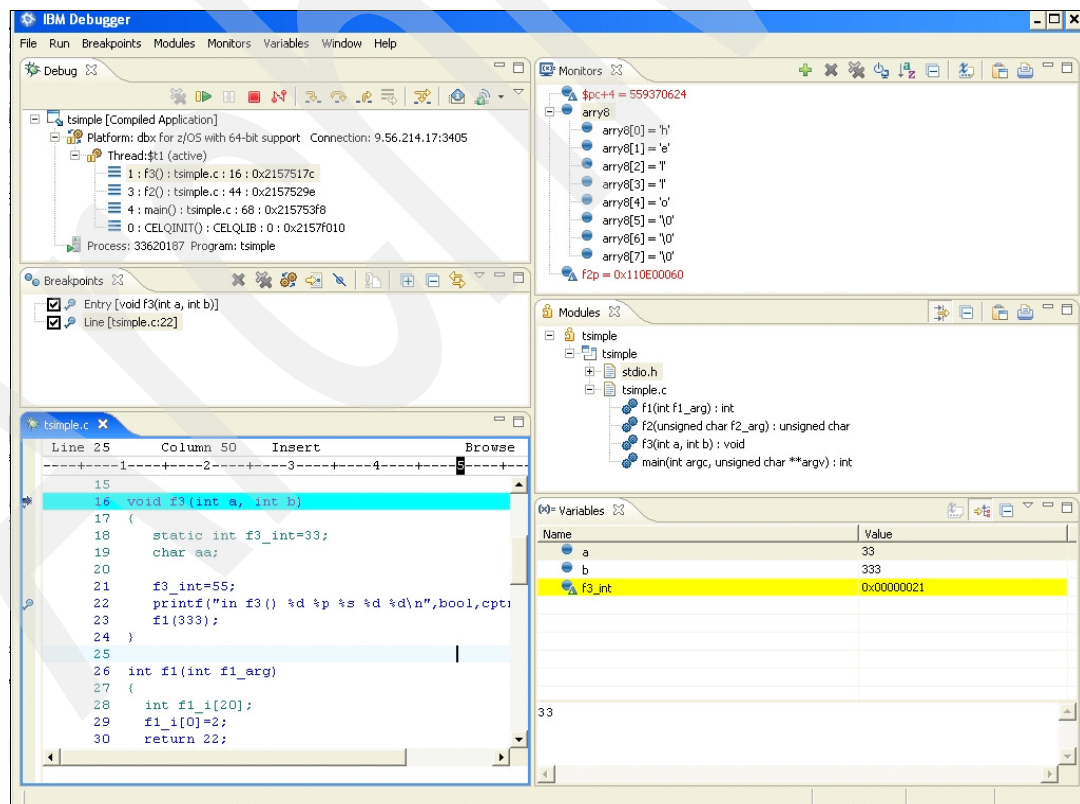 IBM Debugger
File Run Breakpoints Modules Monitors Variables Window Help
Debug
tsimple [Compiled Application]
Platform: dbx for z/OS with 64-bit support Connection: 9.56.214.17:3405
Thread:$t1 (active)
1 : f3() : tsimple.c : 16 : 0x2157517c
3 : f2() : tsimple.c : 44 : 0x2157529e
4 : main() : tsimple.c : 68 : 0x215753f8
0 : CELQINIT() : CELQLIB : 0 : 0x2157f010
Process: 33620187 Program: tsimple
Monitors
$pc+4 = 559370624
arry8
arry8[0] = 'h'
arry8[1] = 'e'
arry8[2] = 'l'
arry8[3] = 'l'
arry8[4] = 'o'
arry8[5] = '\0'
arry8[6] = '\0'
arry8[7] = '\0'
f2p = 0x110E00060
Breakpoints
Entry [void f3(int a, int b)]
Line [tsimple.c:22]
Modules
tsimple
tsimple
stdio.h
tsimple.c
f1(int f1_arg) : int
f2(unsigned char f2_arg) : unsigned char
f3(int a, int b) : void
main(int argc, unsigned char **argv) : int
tsimple.c
Line 25 Column 50 Insert Browse
-----+----1----+----2----+----3----+----4----+----5----+---
15
16 void f3(int a, int b)
17 {
18 static int f3_int=33;
19 char aa;
20
21 f3_int=55;
22 printf("in f3() %d %p %s %d %d\n",bool,cptr
23 f1(333);
24 }
25
26 int f1(int f1_arg)
27 {
28 int f1_i[20];
29 f1_i[0]=2;
30 return 22;
Variables
Name Value
a 33
b 333
f3_int 0x00000021
33